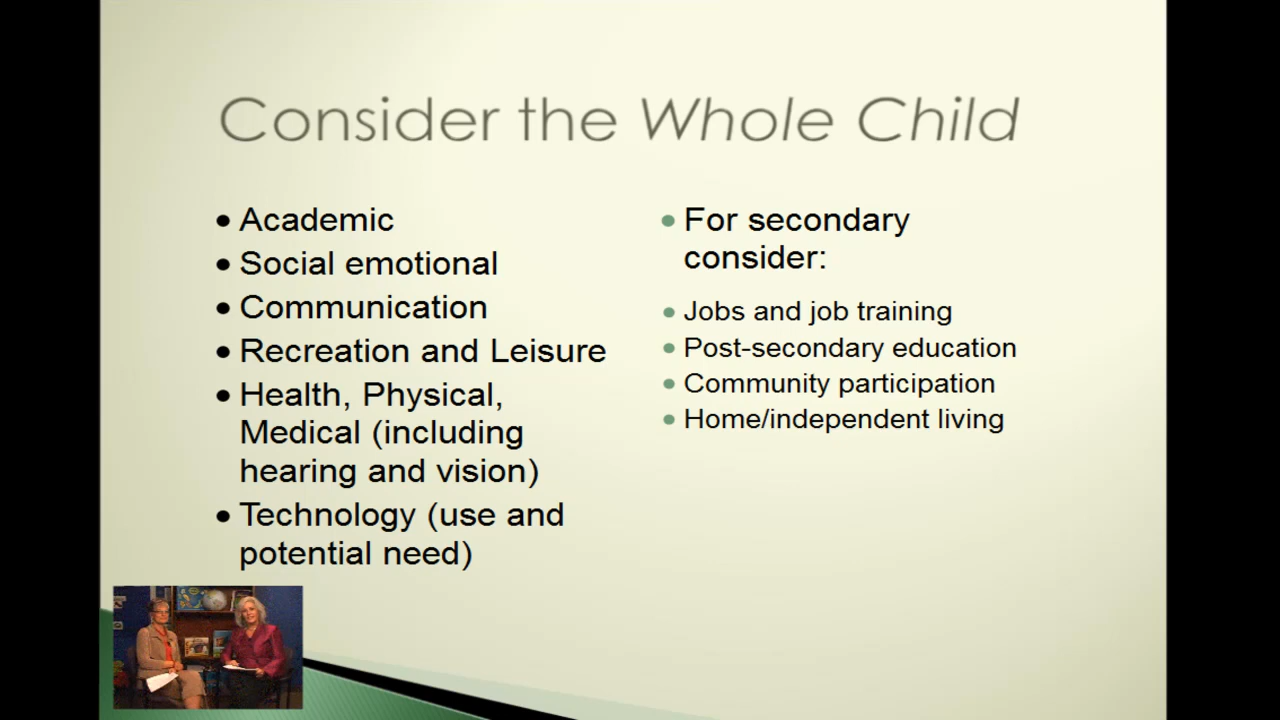 Consider the Whole Child
• Academic
• Social emotional
• Communication
• Recreation and Leisure
• Health, Physical,
Medical (including
hearing and vision)
• Technology (use and
potential need)
• For secondary
consider:
• Jobs and job training
• Post-secondary education
• Community participation
• Home/independent living